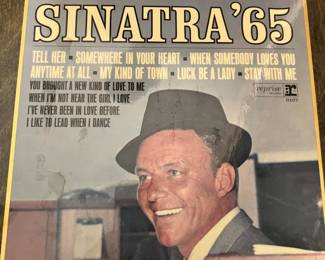 SINATRA '65
TELL HER • SOMEWHERE IN YOUR HEART • WHEN SOMEBODY LOVES YOU
ANYTIME AT ALL • MY KIND OF TOWN • LUCK BE A LADY • STAY WITH ME
YOU BROUGHT A NEW KIND OF LOVE TO ME
WHEN I'M NOT NEAR THE GIRL I LOVE
I'VE NEVER BEEN IN LOVE BEFORE
I LIKE TO LEAD WHEN I DANCE
reprise